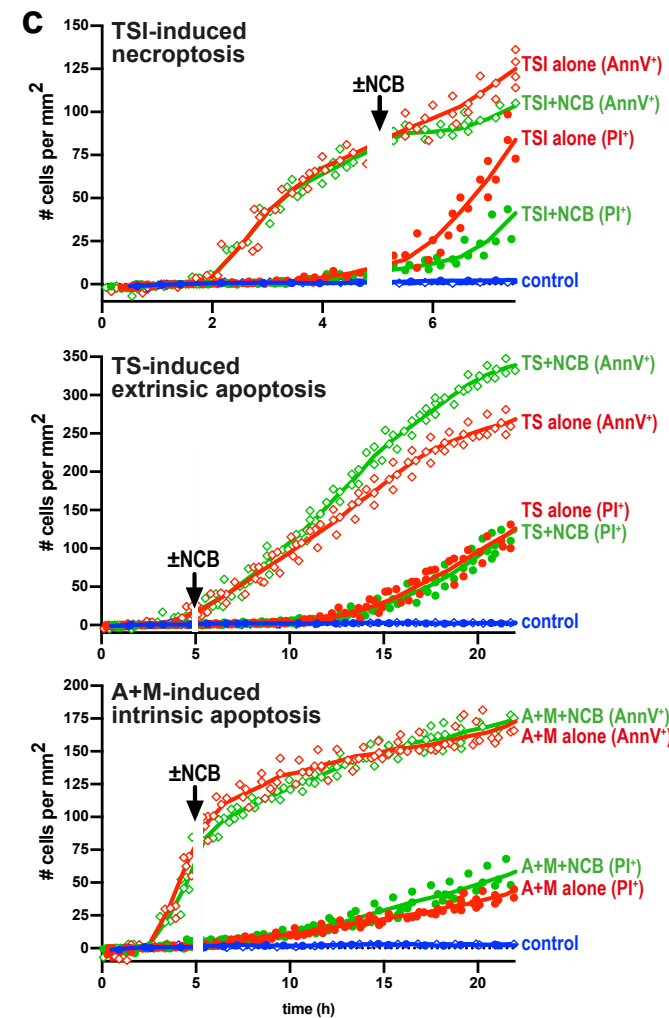 c
TSI-induced
necroptosis
# cells per mm²
150
125
100
75
50
25
0
0 2 4 6
±NCB
TSI alone (AnnV⁺)
TSI+NCB (AnnV⁺)
TSI alone (PI⁺)
TSI+NCB (PI⁺)
control
TS-induced
extrinsic apoptosis
# cells per mm²
350
300
250
200
150
100
50
0
0 5 10 15 20
±NCB
TS+NCB (AnnV⁺)
TS alone (AnnV⁺)
TS alone (PI⁺)
TS+NCB (PI⁺)
control
A+M-induced
intrinsic apoptosis
# cells per mm²
200
175
150
125
100
75
50
25
0
0 5 10 15 20
±NCB
A+M+NCB (AnnV⁺)
A+M alone (AnnV⁺)
A+M+NCB (PI⁺)
A+M alone (PI⁺)
control
time (h)